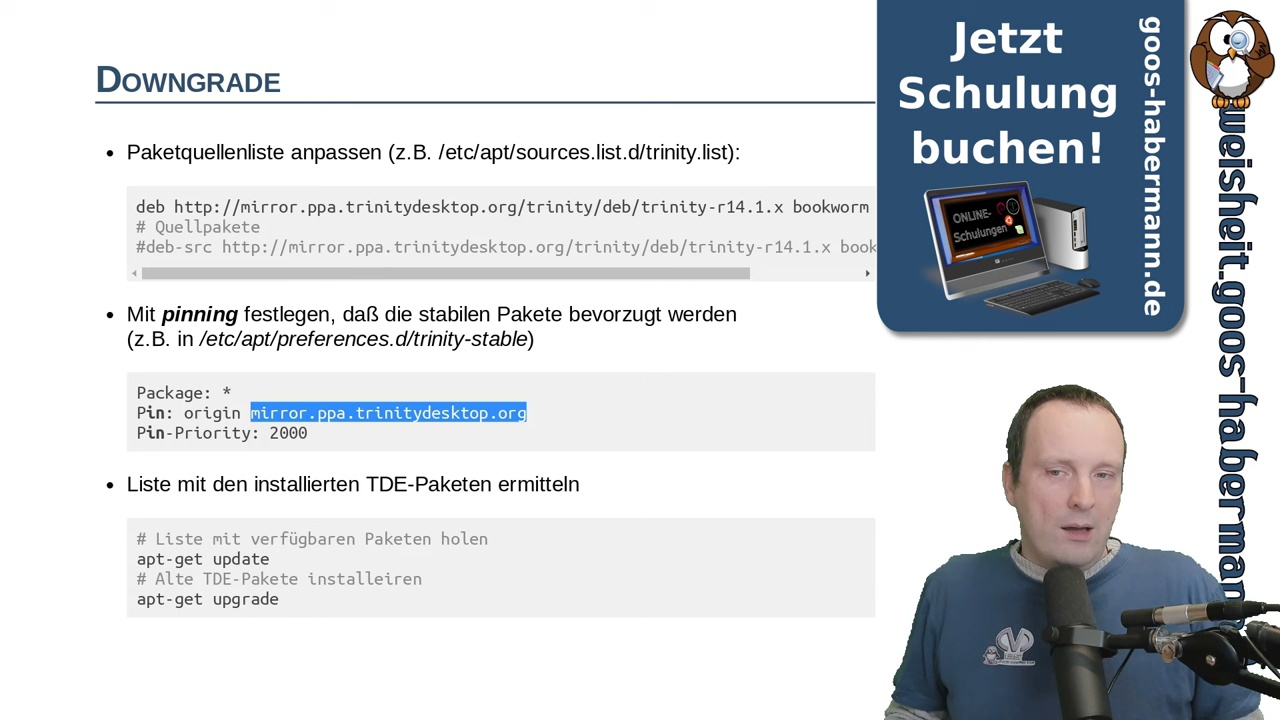 DOWNGRADE
• Paketquellenliste anpassen (z.B. /etc/apt/sources.list.d/trinity.list):
deb http://mirror.ppa.trinitydesktop.org/trinity/deb/trinity-r14.1.x bookworm
# Quellpakete
#deb-src http://mirror.ppa.trinitydesktop.org/trinity/deb/trinity-r14.1.x book
• Mit pinning festlegen, daß die stabilen Pakete bevorzugt werden
(z.B. in /etc/apt/preferences.d/trinity-stable)
Package: *
Pin: origin mirror.ppa.trinitydesktop.org
Pin-Priority: 2000
• Liste mit den installierten TDE-Paketen ermitteln
# Liste mit verfügbaren Paketen holen
apt-get update
# Alte TDE-Pakete installeiren
apt-get upgrade
Jetzt
Schulung
buchen!
goos-habermann.de
ONLINE-
Schulungen
weisheit.goos-haberman